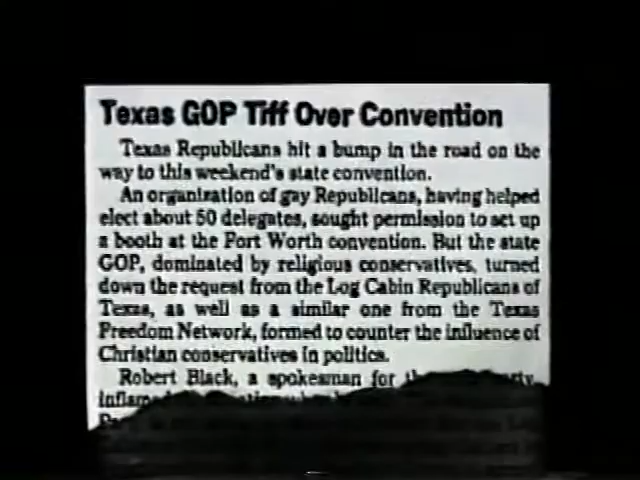 Texas GOP Tiff Over Convention
Texas Republicans hit a bump in the road on the
way to this weekend's state convention.
An organization of gay Republicans, having helped
elect about 50 delegates, sought permission to set up
a booth at the Fort Worth convention. But the state
GOP, dominated by religious conservatives, turned
down the request from the Log Cabin Republicans of
Texas, as well as a similar one from the Texas
Freedom Network, formed to counter the influence of
Christian conservatives in politics.
Robert Black, a spokesman for